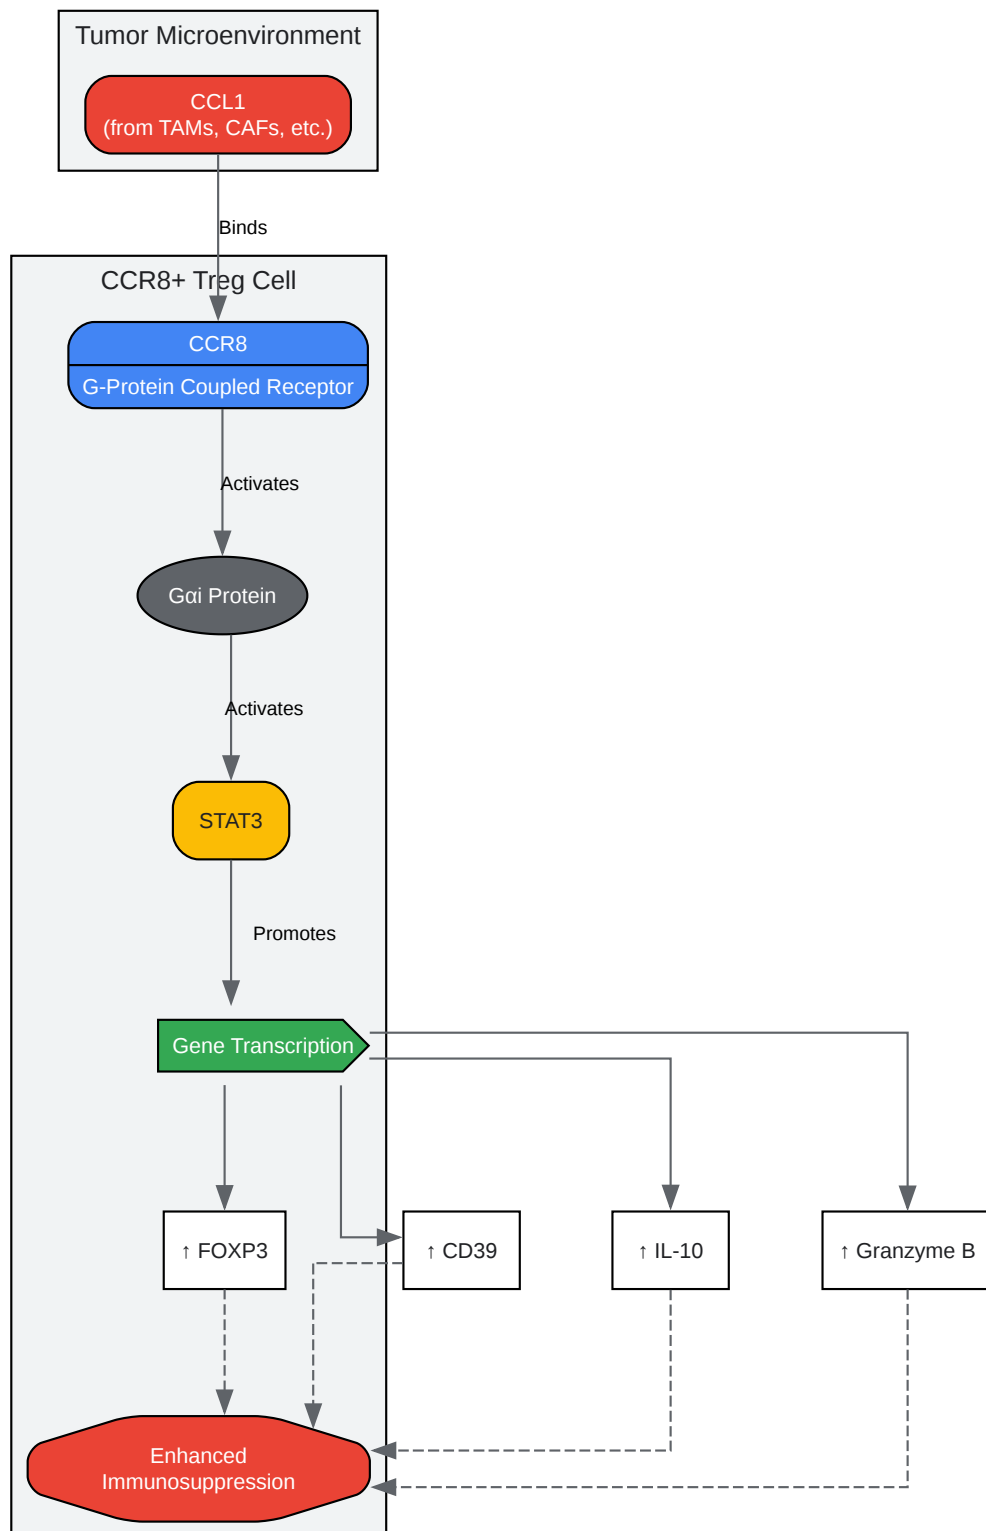 Tumor Microenvironment
CCL1
(from TAMs, CAFs, etc.)
Binds
CCR8+ Treg Cell
CCR8
G-Protein Coupled Receptor
Activates
Gαi Protein
Activates
STAT3
Promotes
Gene Transcription
↑ FOXP3
↑ CD39
↑ IL-10
↑ Granzyme B
Enhanced
Immunosuppression